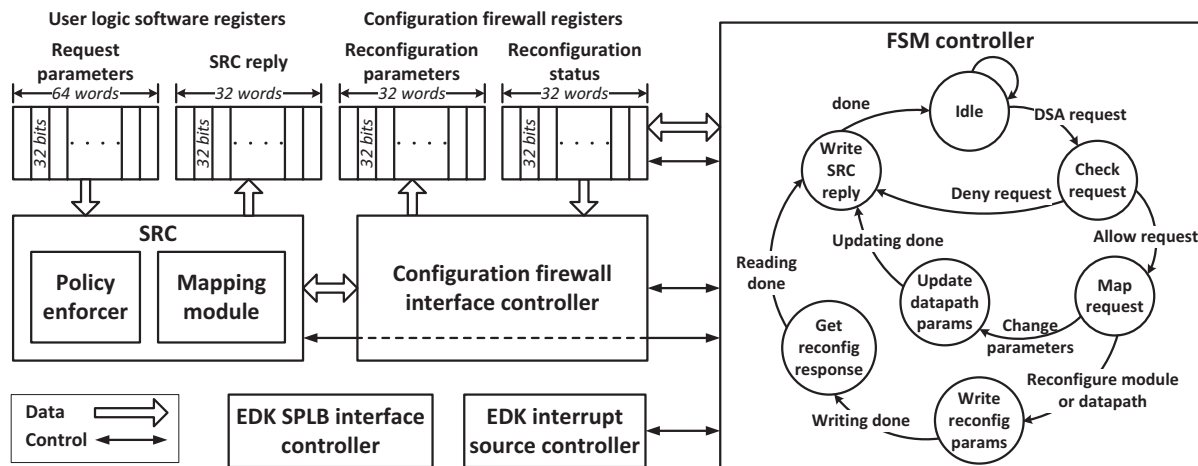 User logic software registers
Configuration firewall registers
Request
parameters
64 words
32 bits
. . . .
SRC reply
32 words
32 bits
. . . .
Reconfiguration
parameters
32 words
32 bits
. . . .
Reconfiguration
status
32 words
32 bits
. . . .
SRC
Policy
enforcer
Mapping
module
Configuration firewall
interface controller
Data
Control
EDK SPLB interface
controller
EDK interrupt
source controller
FSM controller
Idle
done
DSA request
Write
SRC
reply
Check
request
Deny request
Allow request
Updating done
Reading
done
Update
datapath
params
Map
request
Change
parameters
Get
reconfig
response
Reconfigure module
or datapath
Writing done
Write
reconfig
params